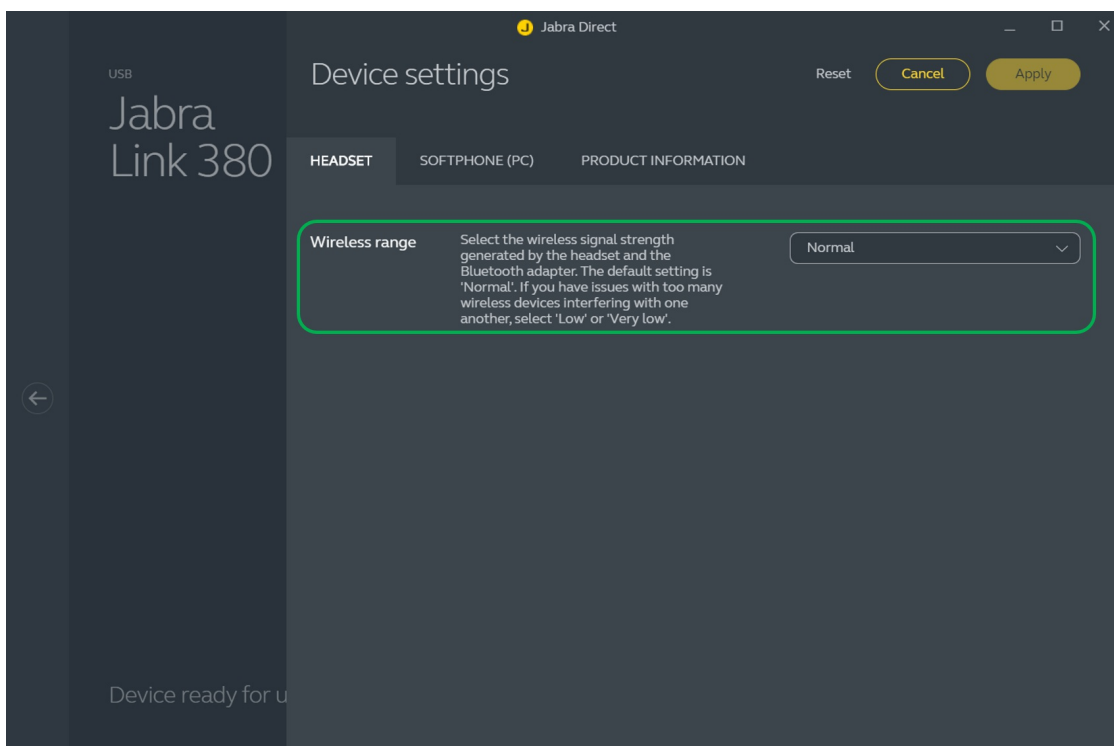 Jabra Direct
USB
Jabra
Link 380
Device settings
Reset
Cancel
Apply
HEADSET
SOFTPHONE (PC)
PRODUCT INFORMATION
Wireless range
Select the wireless signal strength
generated by the headset and the
Bluetooth adapter. The default setting is
'Normal'. If you have issues with too many
wireless devices interfering with one
another, select 'Low' or 'Very low'.
Normal
Device ready for u